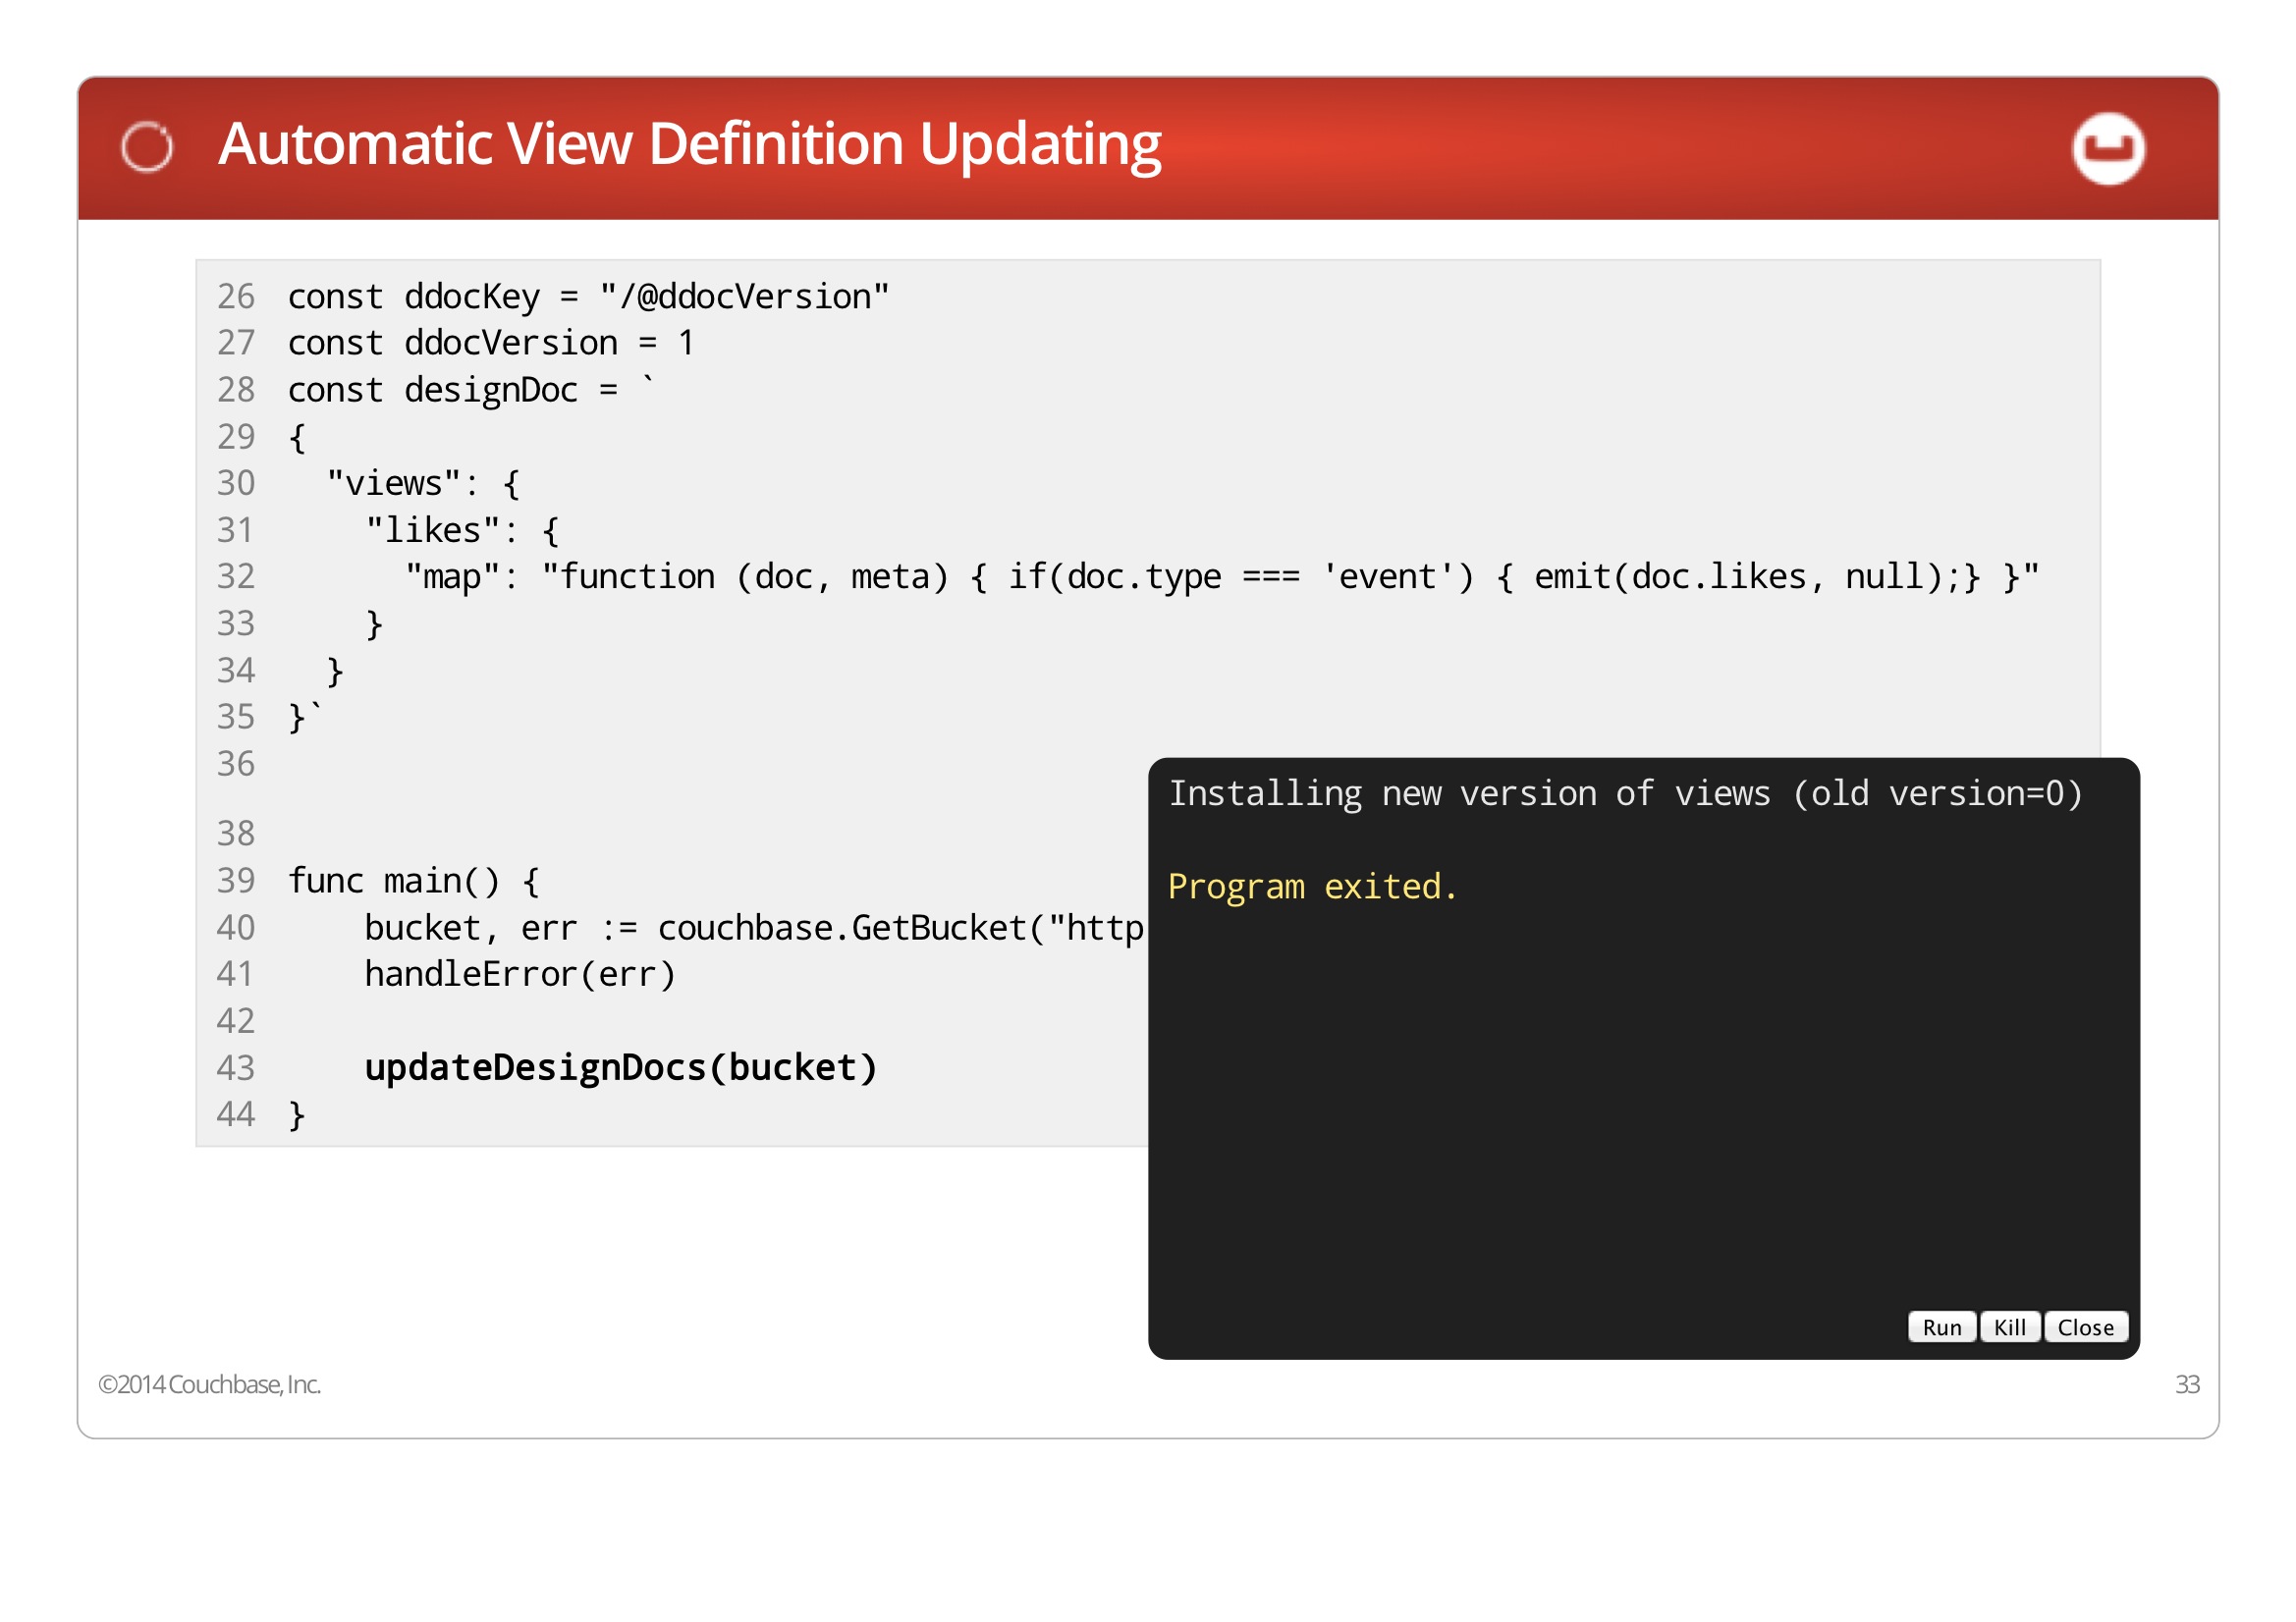 Automatic View Definition Updating
26 const ddocKey = "/@ddocVersion"
27 const ddocVersion = 1
28 const designDoc = `
29 {
30   "views": {
31     "likes": {
32       "map": "function (doc, meta) { if(doc.type === 'event') { emit(doc.likes, null);} }"
33     }
34   }
35 }`
36
38
39 func main() {
40     bucket, err := couchbase.GetBucket("http
41     handleError(err)
42
43     updateDesignDocs(bucket)
44 }
Installing new version of views (old version=0)
Program exited.
Run Kill Close
©2014 Couchbase, Inc.
33